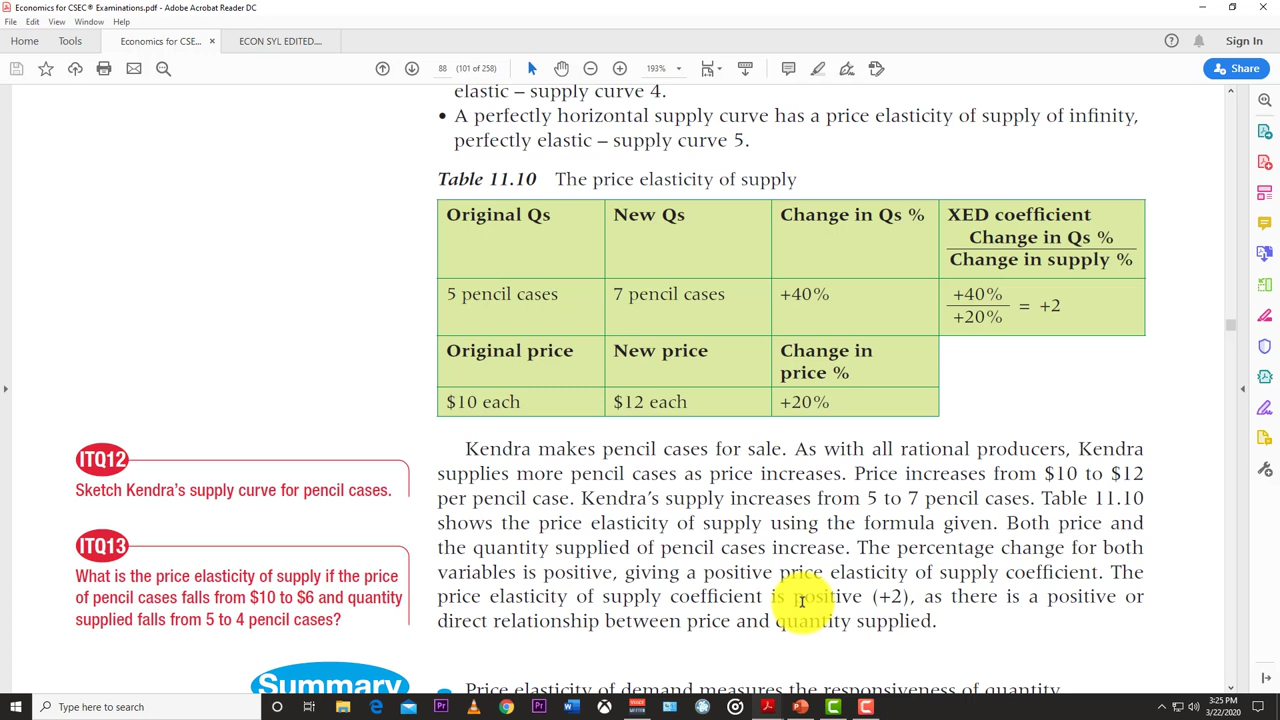 Economics for CSEC® Examinations.pdf - Adobe Acrobat Reader DC
File Edit View Window Help
Home Tools Economics for CSE... × ECON SYL EDITED.... Sign In
88 (101 of 258) 193% Share
elastic – supply curve 4.
• A perfectly horizontal supply curve has a price elasticity of supply of infinity,
perfectly elastic – supply curve 5.
Table 11.10 The price elasticity of supply
Original Qs New Qs Change in Qs % XED coefficient
Change in Qs %
Change in supply %
5 pencil cases 7 pencil cases +40% +40%
+20% = +2
Original price New price Change in
price %
$10 each $12 each +20%
Kendra makes pencil cases for sale. As with all rational producers, Kendra
supplies more pencil cases as price increases. Price increases from $10 to $12
per pencil case. Kendra's supply increases from 5 to 7 pencil cases. Table 11.10
shows the price elasticity of supply using the formula given. Both price and
the quantity supplied of pencil cases increase. The percentage change for both
variables is positive, giving a positive price elasticity of supply coefficient. The
price elasticity of supply coefficient is positive (+2), as there is a positive or
direct relationship between price and quantity supplied.
ITQ12
Sketch Kendra's supply curve for pencil cases.
ITQ13
What is the price elasticity of supply if the price
of pencil cases falls from $10 to $6 and quantity
supplied falls from 5 to 4 pencil cases?
Summary
Price elasticity of demand measures the responsiveness of quantity
Type here to search
3:25 PM
3/22/2020